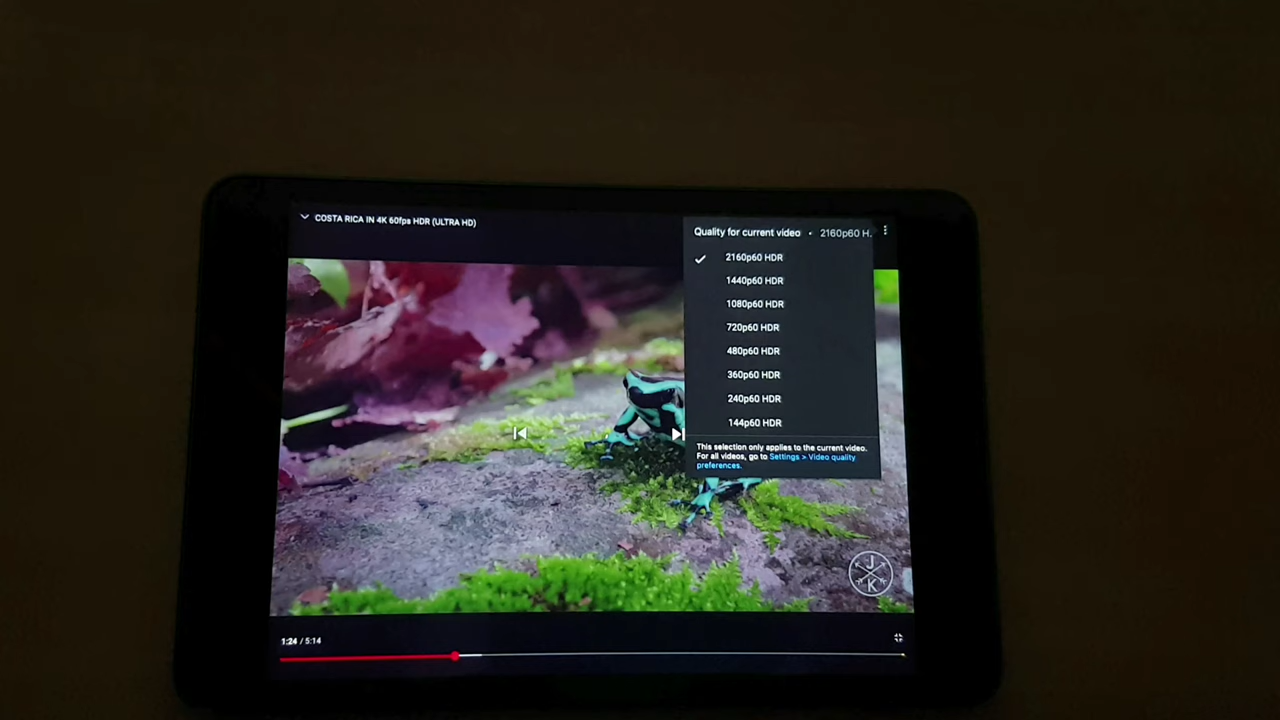 COSTA RICA IN 4K 60fps HDR (ULTRA HD)
Quality for current video • 2160p60 H.
2160p60 HDR
1440p60 HDR
1080p60 HDR
720p60 HDR
480p60 HDR
360p60 HDR
240p60 HDR
144p60 HDR
This selection only applies to the current video.
For all videos, go to Settings > Video quality
preferences.
J
K
1:24 / 5:14